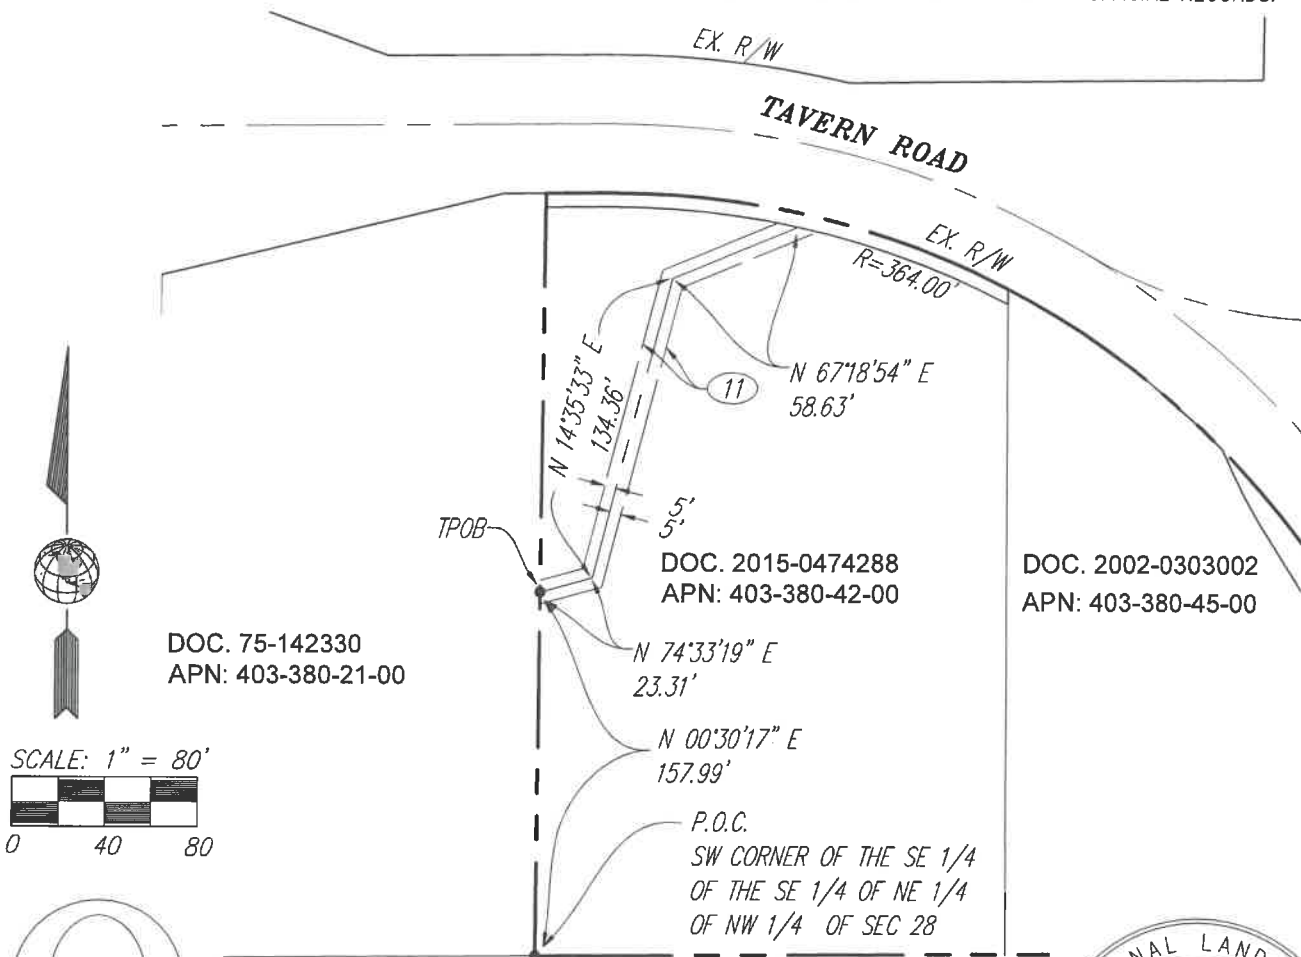 EX. R/W
TAVERN ROAD
EX. R/W
R=364.00'
N 67°18'54" E
58.63'
11
N 14°35'33" E
134.36'
5'
5'
TPOB
DOC. 2015-0474288
APN: 403-380-42-00
DOC. 2002-0303002
APN: 403-380-45-00
DOC. 75-142330
APN: 403-380-21-00
N 74°33'19" E
23.31'
N 00°30'17" E
157.99'
SCALE: 1" = 80'
0 40 80
P.O.C.
SW CORNER OF THE SE 1/4
OF THE SE 1/4 OF NE 1/4
OF NW 1/4 OF SEC 28
NAL LAND